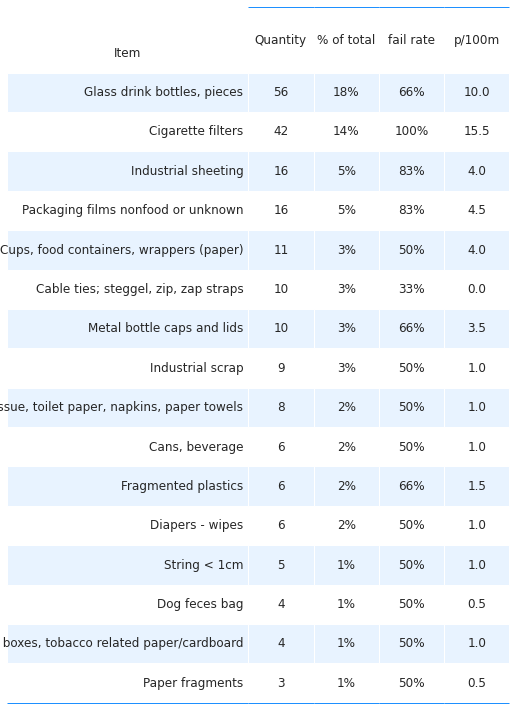 Item Quantity % of total fail rate p/100m
Glass drink bottles, pieces 56 18% 66% 10.0
Cigarette filters 42 14% 100% 15.5
Industrial sheeting 16 5% 83% 4.0
Packaging films nonfood or unknown 16 5% 83% 4.5
Cups, food containers, wrappers (paper) 11 3% 50% 4.0
Cable ties; steggel, zip, zap straps 10 3% 33% 0.0
Metal bottle caps and lids 10 3% 66% 3.5
Industrial scrap 9 3% 50% 1.0
ssue, toilet paper, napkins, paper towels 8 2% 50% 1.0
Cans, beverage 6 2% 50% 1.0
Fragmented plastics 6 2% 66% 1.5
Diapers - wipes 6 2% 50% 1.0
String < 1cm 5 1% 50% 1.0
Dog feces bag 4 1% 50% 0.5
boxes, tobacco related paper/cardboard 4 1% 50% 1.0
Paper fragments 3 1% 50% 0.5